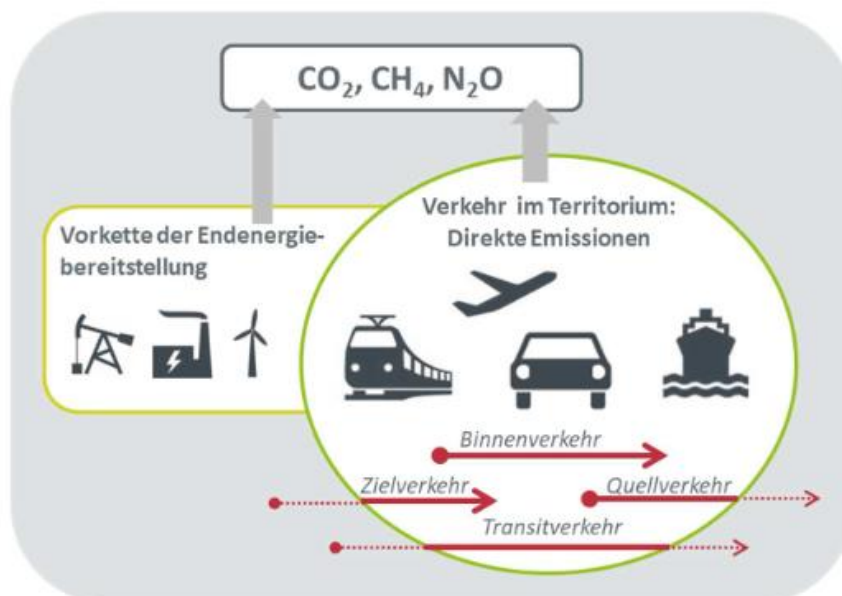 CO₂, CH₄, N₂O
Vorkette der Endenergie-
bereitstellung
Verkehr im Territorium:
Direkte Emissionen
Binnenverkehr
Zielverkehr
Quellverkehr
Transitverkehr